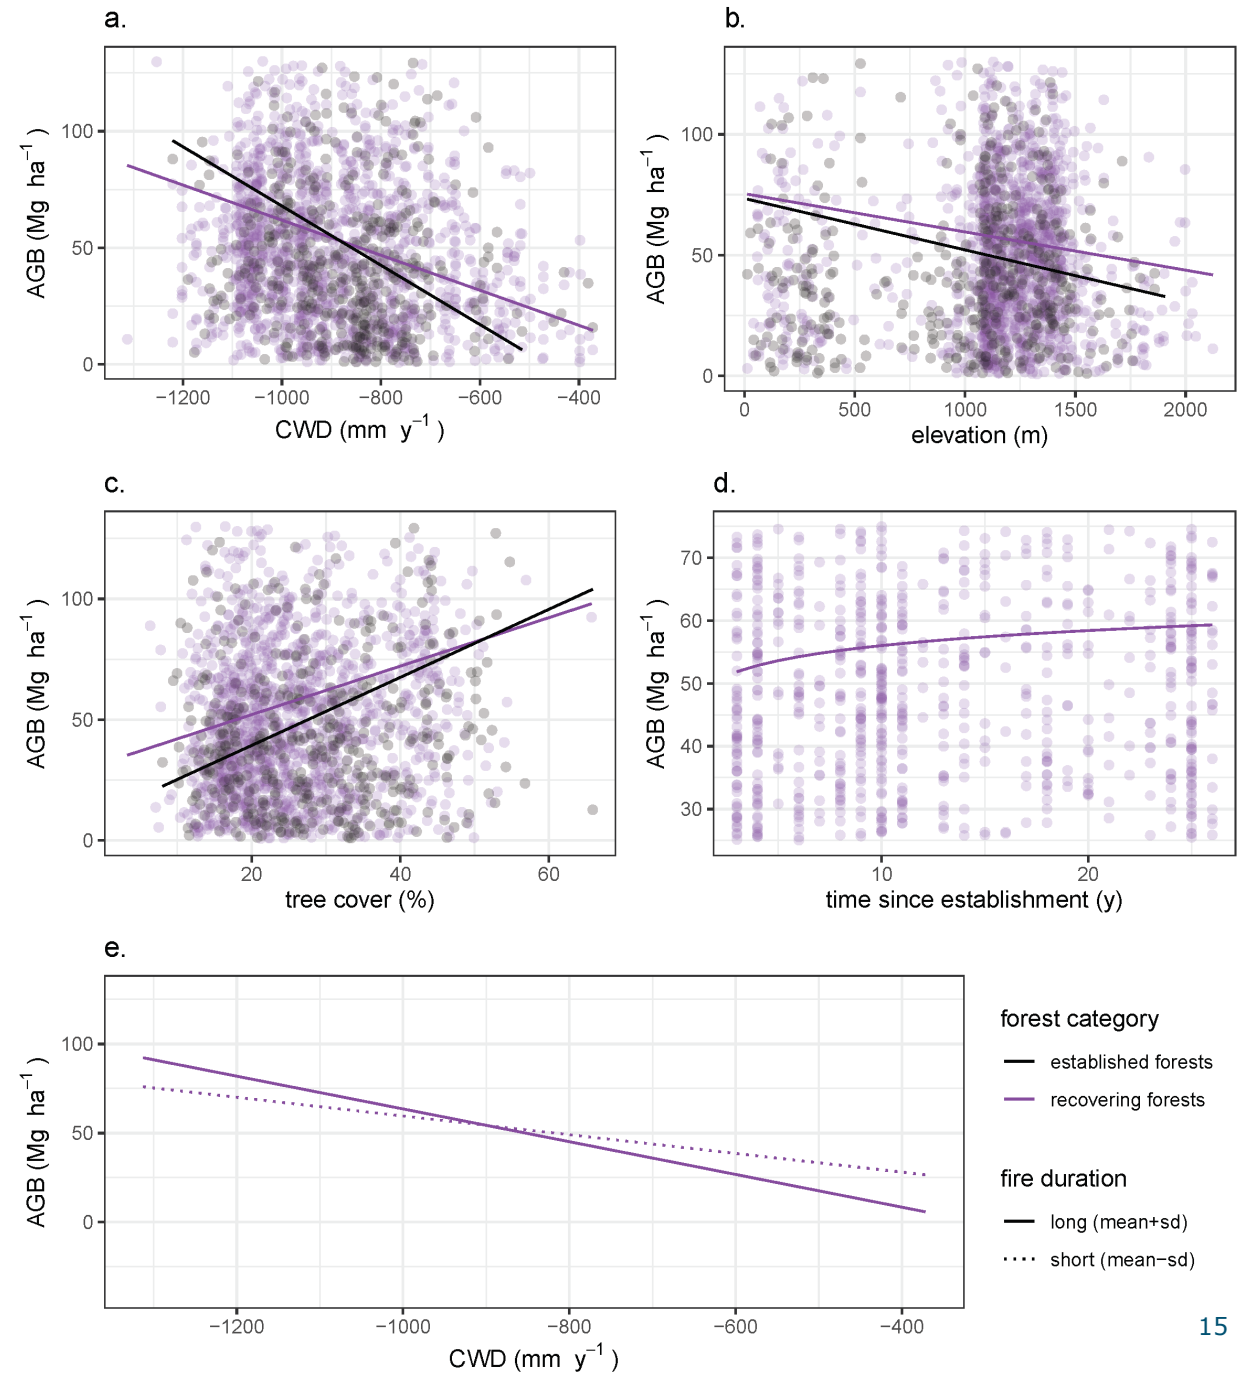 a.
100
50
0
AGB (Mg ha⁻¹ )
−1200 −1000 −800 −600 −400
CWD (mm y⁻¹ )
b.
100
50
0
AGB (Mg ha⁻¹ )
0 500 1000 1500 2000
elevation (m)
c.
100
50
0
AGB (Mg ha⁻¹ )
20 40 60
tree cover (%)
d.
70
60
50
40
30
AGB (Mg ha⁻¹ )
10 20
time since establishment (y)
e.
100
50
0
AGB (Mg ha⁻¹ )
−1200 −1000 −800 −600 −400
CWD (mm y⁻¹ )
forest category
established forests
recovering forests
fire duration
long (mean+sd)
short (mean−sd)
15